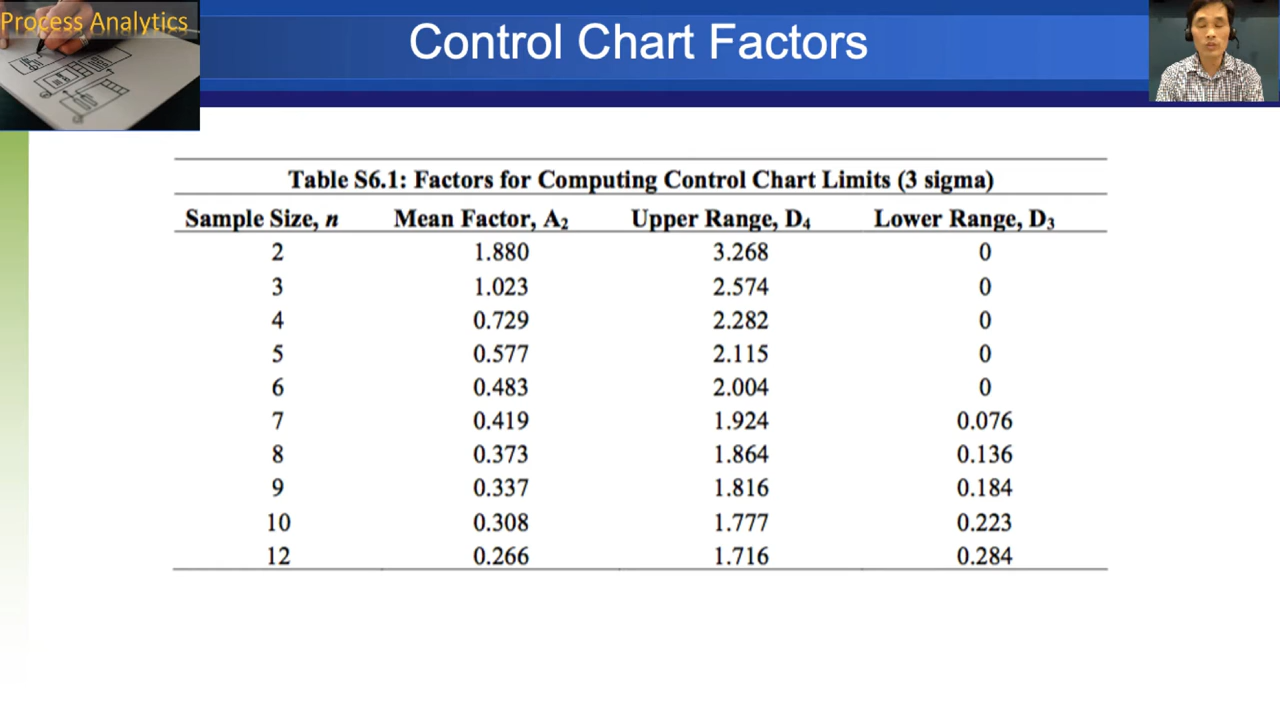 Process Analytics
Control Chart Factors
Table S6.1: Factors for Computing Control Chart Limits (3 sigma)
Sample Size, n Mean Factor, A₂ Upper Range, D₄ Lower Range, D₃
2 1.880 3.268 0
3 1.023 2.574 0
4 0.729 2.282 0
5 0.577 2.115 0
6 0.483 2.004 0
7 0.419 1.924 0.076
8 0.373 1.864 0.136
9 0.337 1.816 0.184
10 0.308 1.777 0.223
12 0.266 1.716 0.284